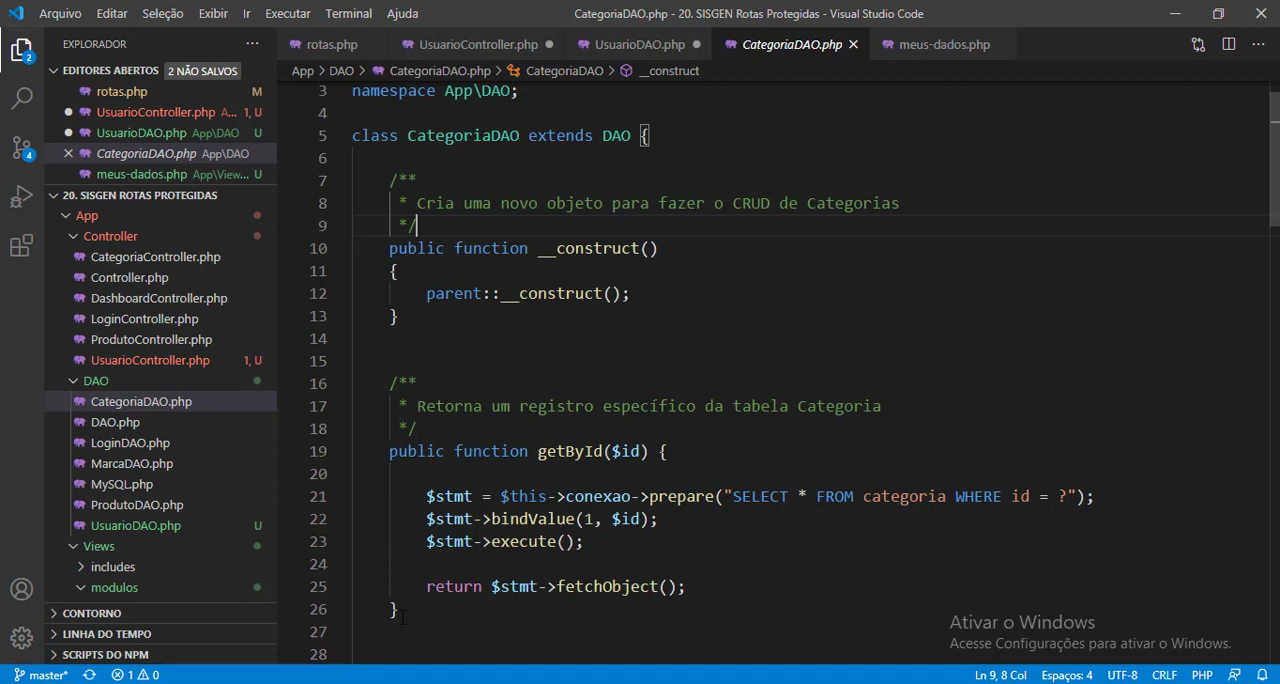 Arquivo Editar Seleção Exibir Ir Executar Terminal Ajuda
CategoriaDAO.php - 20. SISGEN Rotas Protegidas - Visual Studio Code
EXPLORADOR
rotas.php UsuarioController.php UsuarioDAO.php CategoriaDAO.php meus-dados.php
EDITORES ABERTOS 2 NÃO SALVOS
rotas.php M
UsuarioController.php A... 1, U
UsuarioDAO.php App\DAO U
CategoriaDAO.php App\DAO
meus-dados.php App\View... U
20. SISGEN ROTAS PROTEGIDAS
App
Controller
CategoriaController.php
Controller.php
DashboardController.php
LoginController.php
ProdutoController.php
UsuarioController.php 1, U
DAO
CategoriaDAO.php
DAO.php
LoginDAO.php
MarcaDAO.php
MySQL.php
ProdutoDAO.php
UsuarioDAO.php U
Views
includes
modulos
CONTORNO
LINHA DO TEMPO
SCRIPTS DO NPM
2
4
App > DAO > CategoriaDAO.php > CategoriaDAO > __construct
3 namespace App\DAO;
4
5 class CategoriaDAO extends DAO {
6
7 /**
8 * Cria uma novo objeto para fazer o CRUD de Categorias
9 */
10 public function __construct()
11 {
12 parent::__construct();
13 }
14
15
16 /**
17 * Retorna um registro específico da tabela Categoria
18 */
19 public function getById($id) {
20
21 $stmt = $this->conexao->prepare("SELECT * FROM categoria WHERE id = ?");
22 $stmt->bindValue(1, $id);
23 $stmt->execute();
24
25 return $stmt->fetchObject();
26 }
27
28
Ativar o Windows
Acesse Configurações para ativar o Windows.
master* 1 0 Ln 9, 8 Col Espaços: 4 UTF-8 CRLF PHP